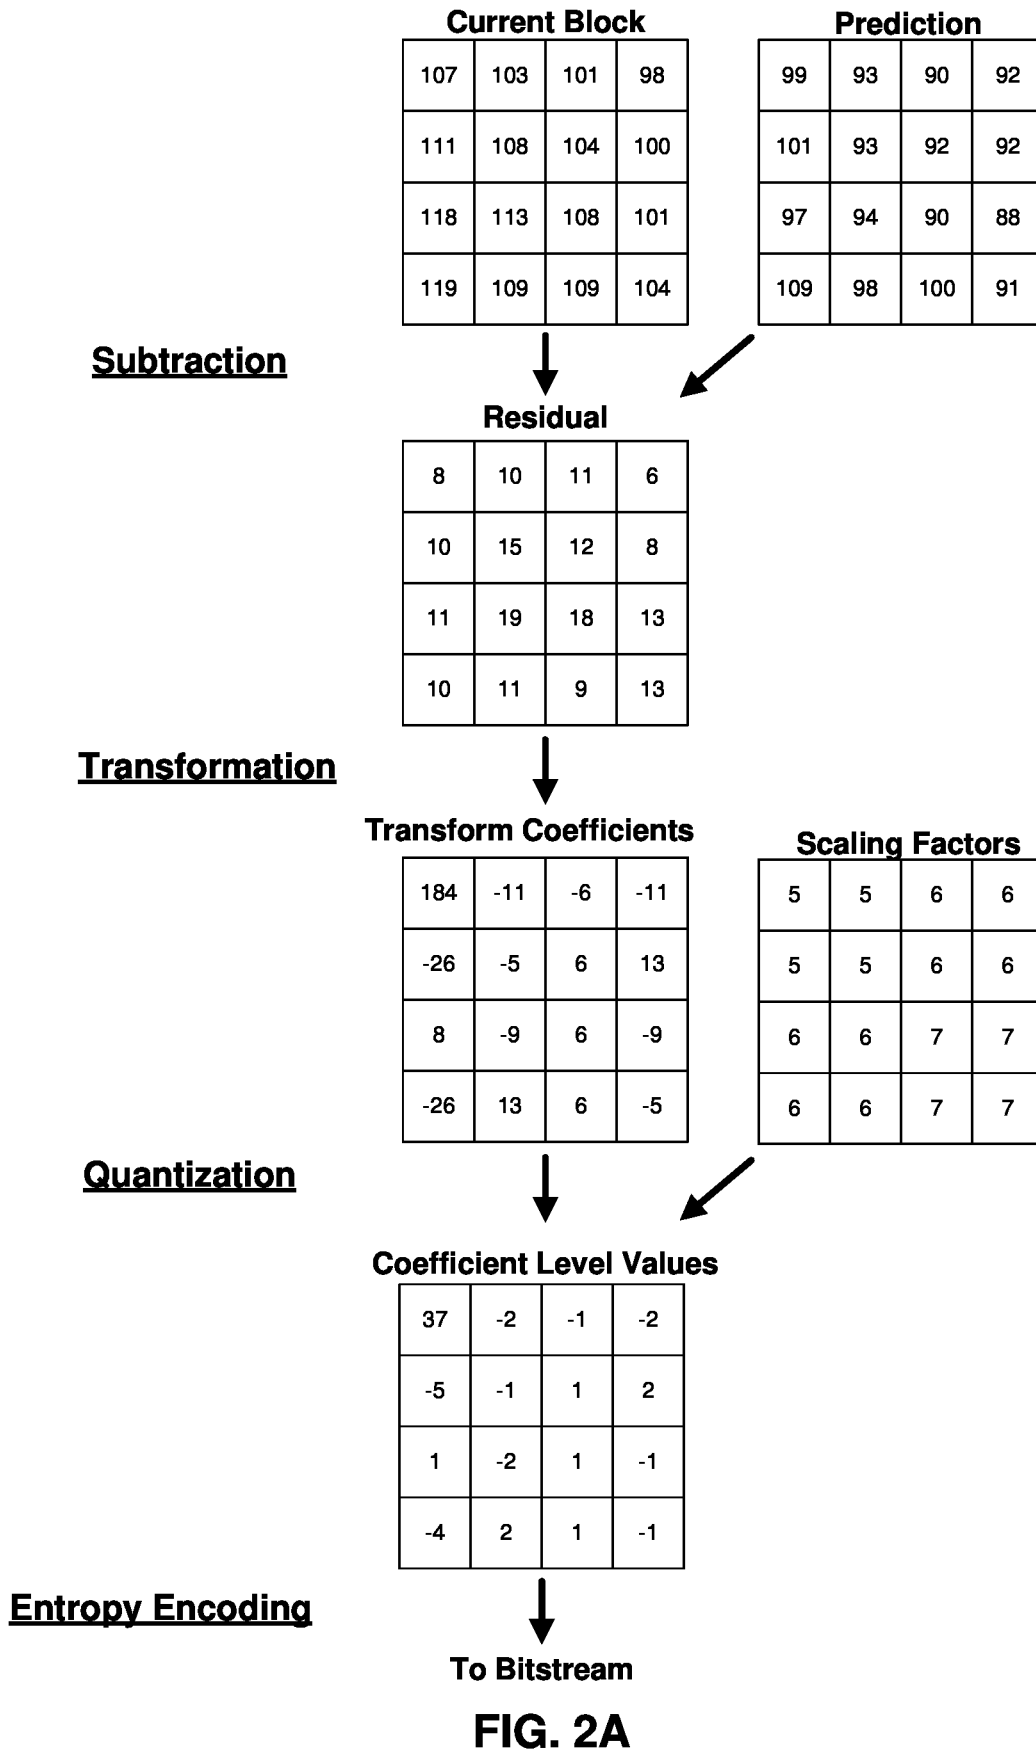 Current Block Prediction
107 103 101 98 99 93 90 92
111 108 104 100 101 93 92 92
118 113 108 101 97 94 90 88
119 109 109 104 109 98 100 91
Subtraction
Residual
8 10 11 6
10 15 12 8
11 19 18 13
10 11 9 13
Transformation
Transform Coefficients Scaling Factors
184 -11 -6 -11 5 5 6 6
-26 -5 6 13 5 5 6 6
8 -9 6 -9 6 6 7 7
-26 13 6 -5 6 6 7 7
Quantization
Coefficient Level Values
37 -2 -1 -2
-5 -1 1 2
1 -2 1 -1
-4 2 1 -1
Entropy Encoding
To Bitstream
FIG. 2A